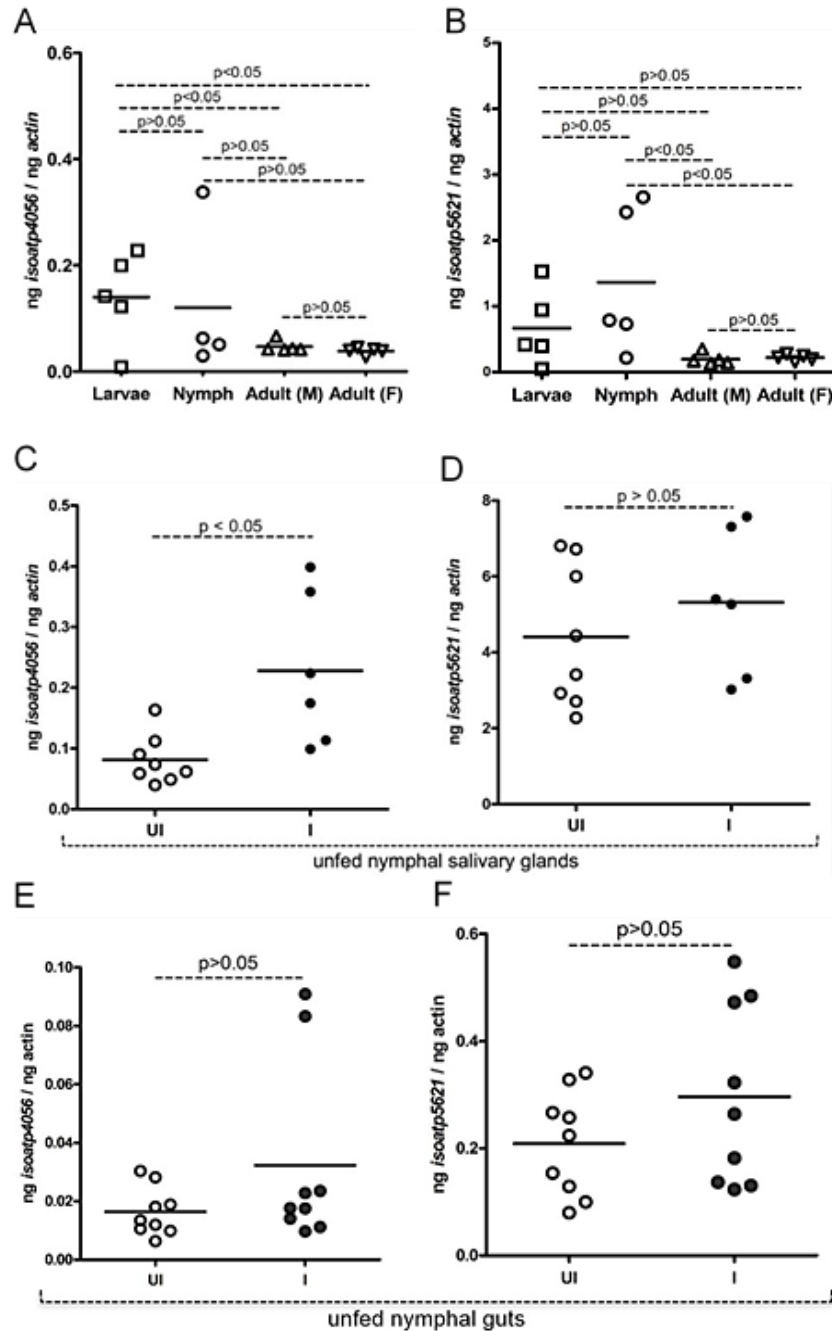 A
ng isoatp4056 / ng actin
0.6
0.4
0.2
0.0
p<0.05
p<0.05
p>0.05
p>0.05
p>0.05
p>0.05
Larvae Nymph Adult (M) Adult (F)
B
ng isoatp5621 / ng actin
5
4
3
2
1
0
p>0.05
p>0.05
p>0.05
p<0.05
p<0.05
p>0.05
Larvae Nymph Adult (M) Adult (F)
C
ng isoatp4056 / ng actin
0.5
0.4
0.3
0.2
0.1
0.0
p < 0.05
UI I
D
ng isoatp5621 / ng actin
8
6
4
2
0
p > 0.05
UI I
unfed nymphal salivary glands
E
ng isoatp4056 / ng actin
0.10
0.08
0.06
0.04
0.02
0.00
p>0.05
UI I
F
ng isoatp5621 / ng actin
0.6
0.4
0.2
0.0
p>0.05
UI I
unfed nymphal guts